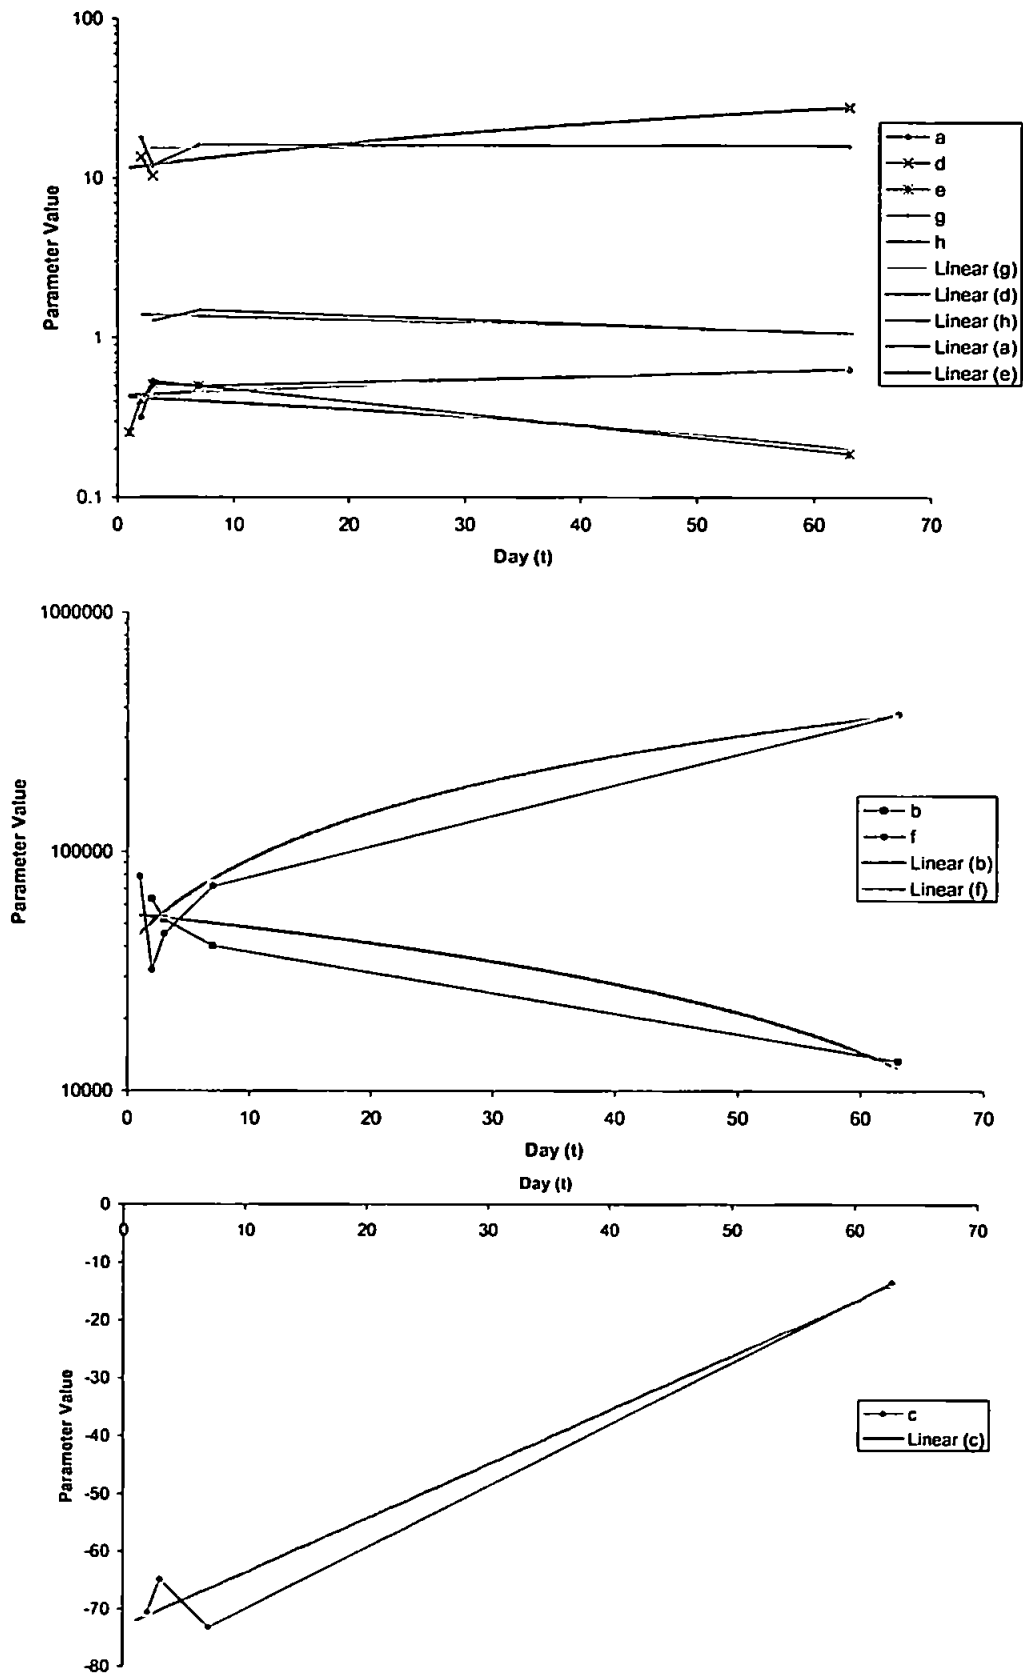 100
10
1
0.1
Parameter Value
0 10 20 30 40 50 60 70
Day (t)
a
d
e
g
h
Linear (g)
Linear (d)
Linear (h)
Linear (a)
Linear (e)
1000000
100000
10000
Parameter Value
0 10 20 30 40 50 60 70
Day (t)
b
f
Linear (b)
Linear (f)
Day (t)
0
0 10 20 30 40 50 60 70
-10
-20
-30
-40
-50
-60
-70
-80
Parameter Value
c
Linear (c)